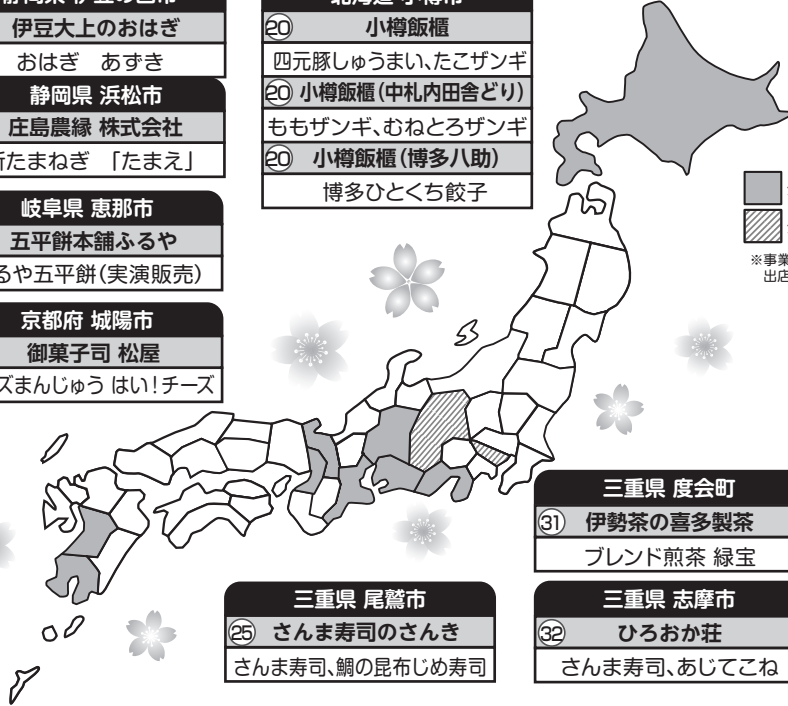 伊豆大上のおはぎ
おはぎ　あずき
静岡県 浜松市
庄島農縁 株式会社
たまねぎ　「たまえ」
岐阜県 恵那市
五平餅本舗ふるや
るや五平餅(実演販売)
京都府 城陽市
御菓子司 松屋
ズまんじゅう はい!チーズ
北海道 小樽市
⑳ 小樽飯櫃
四元豚しゅうまい、たこザンギ
⑳ 小樽飯櫃(中札内田舎どり)
ももザンギ、むねとろザンギ
⑳ 小樽飯櫃(博多八助)
博多ひとくち餃子
※事業
出店
三重県 度会町
㉛ 伊勢茶の喜多製茶
ブレンド煎茶 緑宝
三重県 尾鷲市
㉕ さんま寿司のさんき
さんま寿司、鯛の昆布じめ寿司
三重県 志摩市
㉜ ひろおか荘
さんま寿司、あじてこね